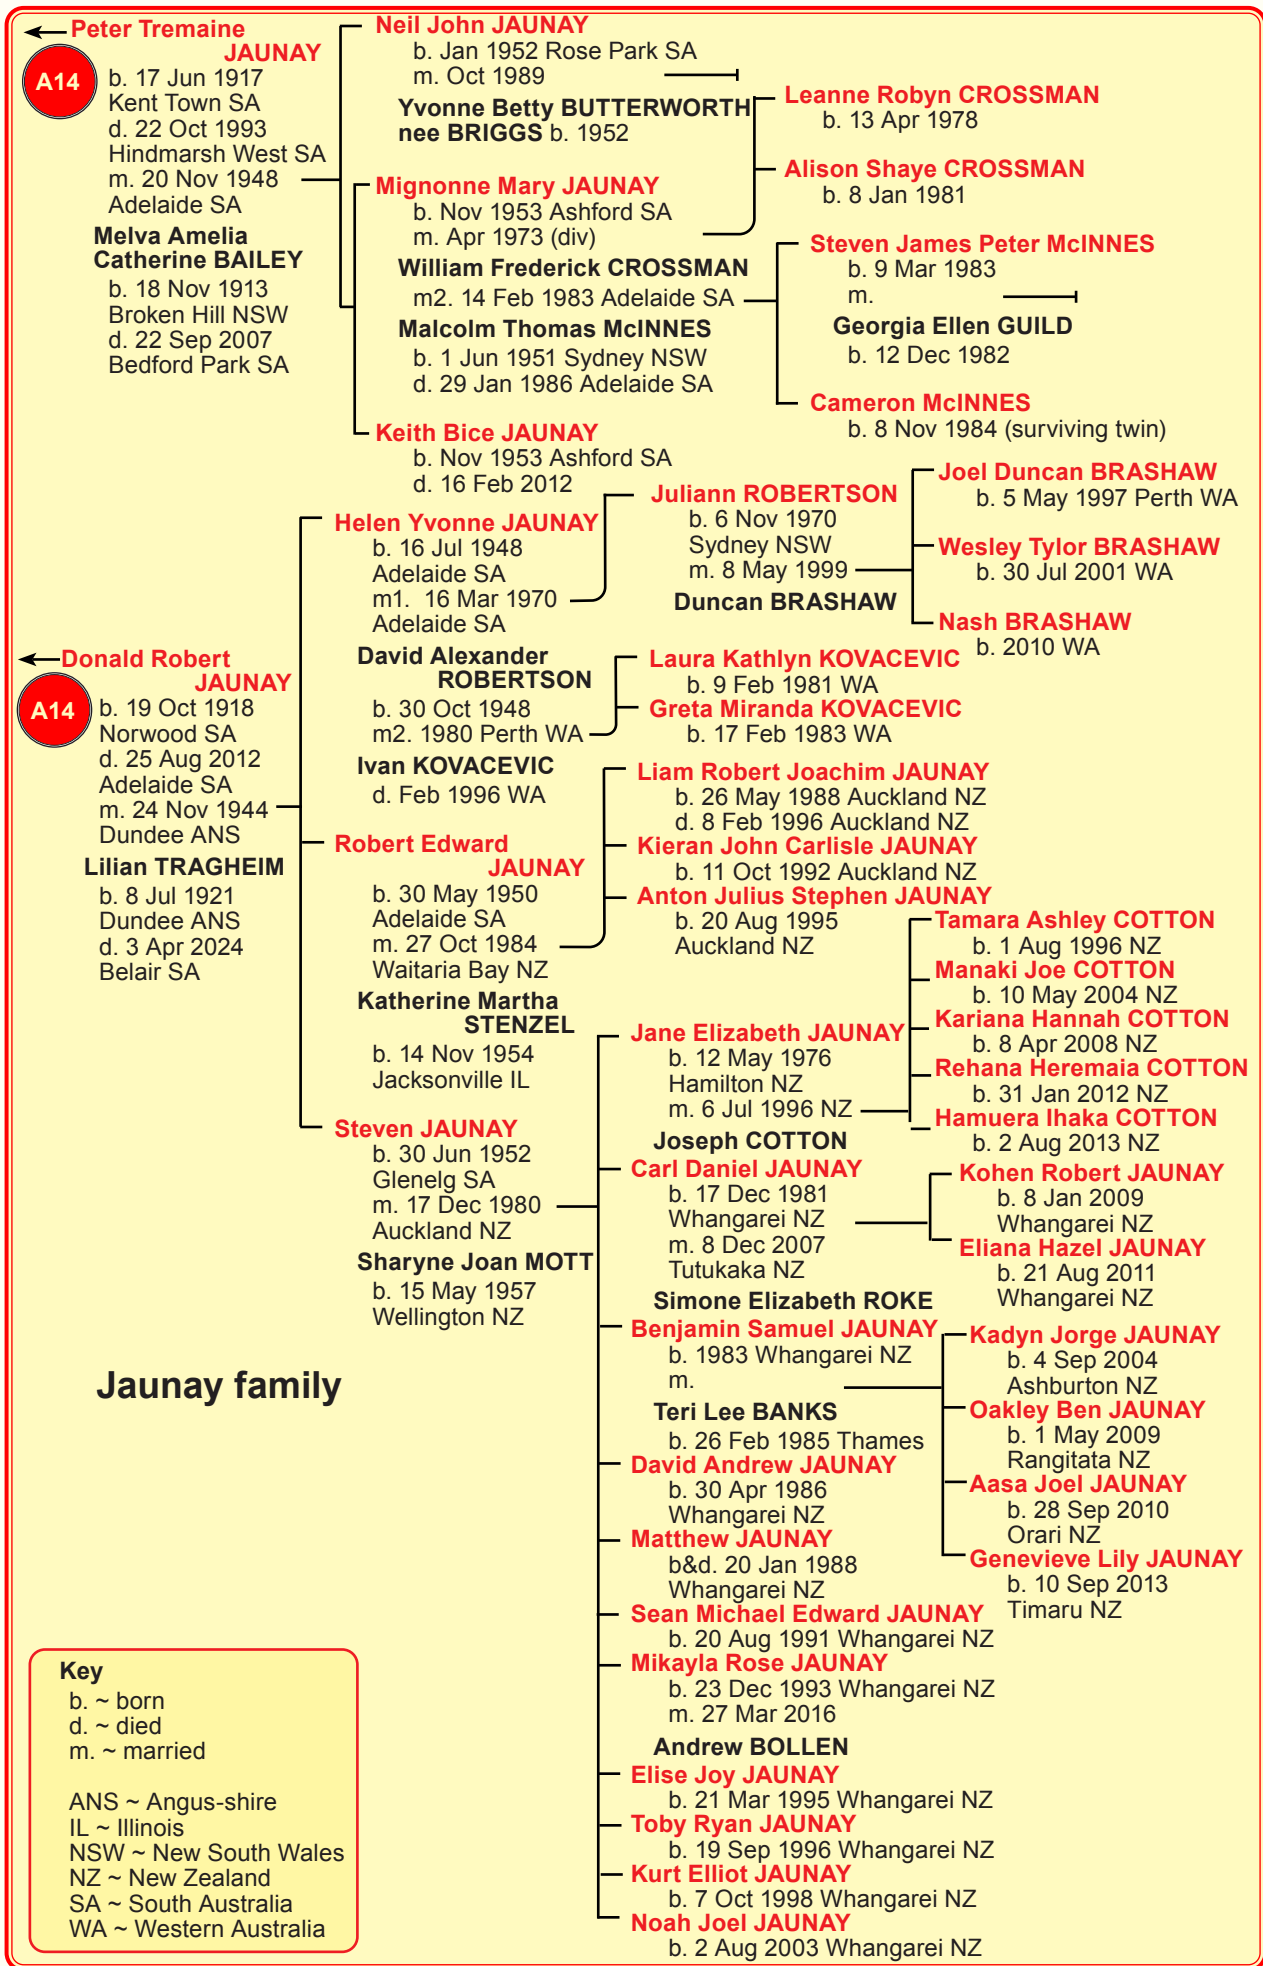 Peter Tremaine
JAUNAY
A14
b. 17 Jun 1917
Kent Town SA
d. 22 Oct 1993
Hindmarsh West SA
m. 20 Nov 1948
Adelaide SA
Melva Amelia
Catherine BAILEY
b. 18 Nov 1913
Broken Hill NSW
d. 22 Sep 2007
Bedford Park SA
Neil John JAUNAY
b. Jan 1952 Rose Park SA
m. Oct 1989
Yvonne Betty BUTTERWORTH
nee BRIGGS b. 1952
Mignonne Mary JAUNAY
b. Nov 1953 Ashford SA
m. Apr 1973 (div)
William Frederick CROSSMAN
m2. 14 Feb 1983 Adelaide SA
Malcolm Thomas McINNES
b. 1 Jun 1951 Sydney NSW
d. 29 Jan 1986 Adelaide SA
Keith Bice JAUNAY
b. Nov 1953 Ashford SA
d. 16 Feb 2012
Leanne Robyn CROSSMAN
b. 13 Apr 1978
Alison Shaye CROSSMAN
b. 8 Jan 1981
Steven James Peter McINNES
b. 9 Mar 1983
m.
Georgia Ellen GUILD
b. 12 Dec 1982
Cameron McINNES
b. 8 Nov 1984 (surviving twin)
Donald Robert
JAUNAY
A14
b. 19 Oct 1918
Norwood SA
d. 25 Aug 2012
Adelaide SA
m. 24 Nov 1944
Dundee ANS
Lilian TRAGHEIM
b. 8 Jul 1921
Dundee ANS
d. 3 Apr 2024
Belair SA
Helen Yvonne JAUNAY
b. 16 Jul 1948
Adelaide SA
m1. 16 Mar 1970
Adelaide SA
David Alexander
ROBERTSON
b. 30 Oct 1948
m2. 1980 Perth WA
Ivan KOVACEVIC
d. Feb 1996 WA
Juliann ROBERTSON
b. 6 Nov 1970
Sydney NSW
m. 8 May 1999
Duncan BRASHAW
Joel Duncan BRASHAW
b. 5 May 1997 Perth WA
Wesley Tylor BRASHAW
b. 30 Jul 2001 WA
Nash BRASHAW
b. 2010 WA
Laura Kathlyn KOVACEVIC
b. 9 Feb 1981 WA
Greta Miranda KOVACEVIC
b. 17 Feb 1983 WA
Robert Edward
JAUNAY
b. 30 May 1950
Adelaide SA
m. 27 Oct 1984
Waitaria Bay NZ
Katherine Martha
STENZEL
b. 14 Nov 1954
Jacksonville IL
Liam Robert Joachim JAUNAY
b. 26 May 1988 Auckland NZ
d. 8 Feb 1996 Auckland NZ
Kieran John Carlisle JAUNAY
b. 11 Oct 1992 Auckland NZ
Anton Julius Stephen JAUNAY
b. 20 Aug 1995
Auckland NZ
Steven JAUNAY
b. 30 Jun 1952
Glenelg SA
m. 17 Dec 1980
Auckland NZ
Sharyne Joan MOTT
b. 15 May 1957
Wellington NZ
Jane Elizabeth JAUNAY
b. 12 May 1976
Hamilton NZ
m. 6 Jul 1996 NZ
Joseph COTTON
Tamara Ashley COTTON
b. 1 Aug 1996 NZ
Manaki Joe COTTON
b. 10 May 2004 NZ
Kariana Hannah COTTON
b. 8 Apr 2008 NZ
Rehana Heremaia COTTON
b. 31 Jan 2012 NZ
Hamuera Ihaka COTTON
b. 2 Aug 2013 NZ
Carl Daniel JAUNAY
b. 17 Dec 1981
Whangarei NZ
m. 8 Dec 2007
Tutukaka NZ
Simone Elizabeth ROKE
Kohen Robert JAUNAY
b. 8 Jan 2009
Whangarei NZ
Eliana Hazel JAUNAY
b. 21 Aug 2011
Whangarei NZ
Benjamin Samuel JAUNAY
b. 1983 Whangarei NZ
m.
Teri Lee BANKS
b. 26 Feb 1985 Thames
Kadyn Jorge JAUNAY
b. 4 Sep 2004
Ashburton NZ
Oakley Ben JAUNAY
b. 1 May 2009
Rangitata NZ
Aasa Joel JAUNAY
b. 28 Sep 2010
Orari NZ
Genevieve Lily JAUNAY
b. 10 Sep 2013
Timaru NZ
David Andrew JAUNAY
b. 30 Apr 1986
Whangarei NZ
Matthew JAUNAY
b&d. 20 Jan 1988
Whangarei NZ
Sean Michael Edward JAUNAY
b. 20 Aug 1991 Whangarei NZ
Mikayla Rose JAUNAY
b. 23 Dec 1993 Whangarei NZ
m. 27 Mar 2016
Andrew BOLLEN
Elise Joy JAUNAY
b. 21 Mar 1995 Whangarei NZ
Toby Ryan JAUNAY
b. 19 Sep 1996 Whangarei NZ
Kurt Elliot JAUNAY
b. 7 Oct 1998 Whangarei NZ
Noah Joel JAUNAY
b. 2 Aug 2003 Whangarei NZ
Jaunay family
Key
b. ~ born
d. ~ died
m. ~ married
ANS ~ Angus-shire
IL ~ Illinois
NSW ~ New South Wales
NZ ~ New Zealand
SA ~ South Australia
WA ~ Western Australia